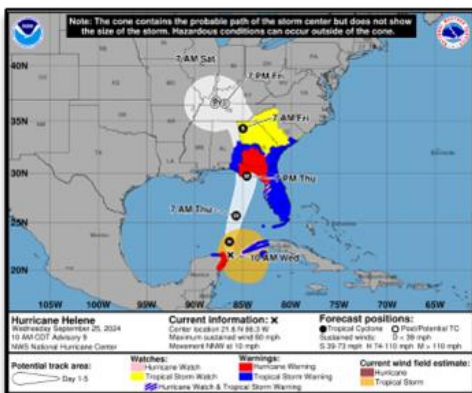 Note: The cone contains the probable path of the storm center but does not show
the size of the storm. Hazardous conditions can occur outside of the cone.
NOAA
7 AM Sat
7 PM Fri
7 AM Fri
PM Thu
7 AM Thu
10 AM Wed
40N
35N
30N
25N
20N
105W 100W 95W 90W 85W 80W 75W 70W 65W
Hurricane Helene
Wednesday September 25, 2024
10 AM CDT Advisory 9
NWS National Hurricane Center
Current information: ×
Center location 21.6 N 86.3 W
Maximum sustained wind 80 mph
Movement NNW at 10 mph
Forecast positions:
Tropical Cyclone Post/Potential TC
Sustained winds: D < 39 mph
S 39-73 mph H 74-110 mph M > 110 mph
Potential track area:
Day 1-5
Watches:
Hurricane Watch
Tropical Storm Watch
Warnings:
Hurricane Warning
Tropical Storm Warning
Hurricane Watch & Tropical Storm Warning
Current wind field estimate:
Hurricane
Tropical Storm